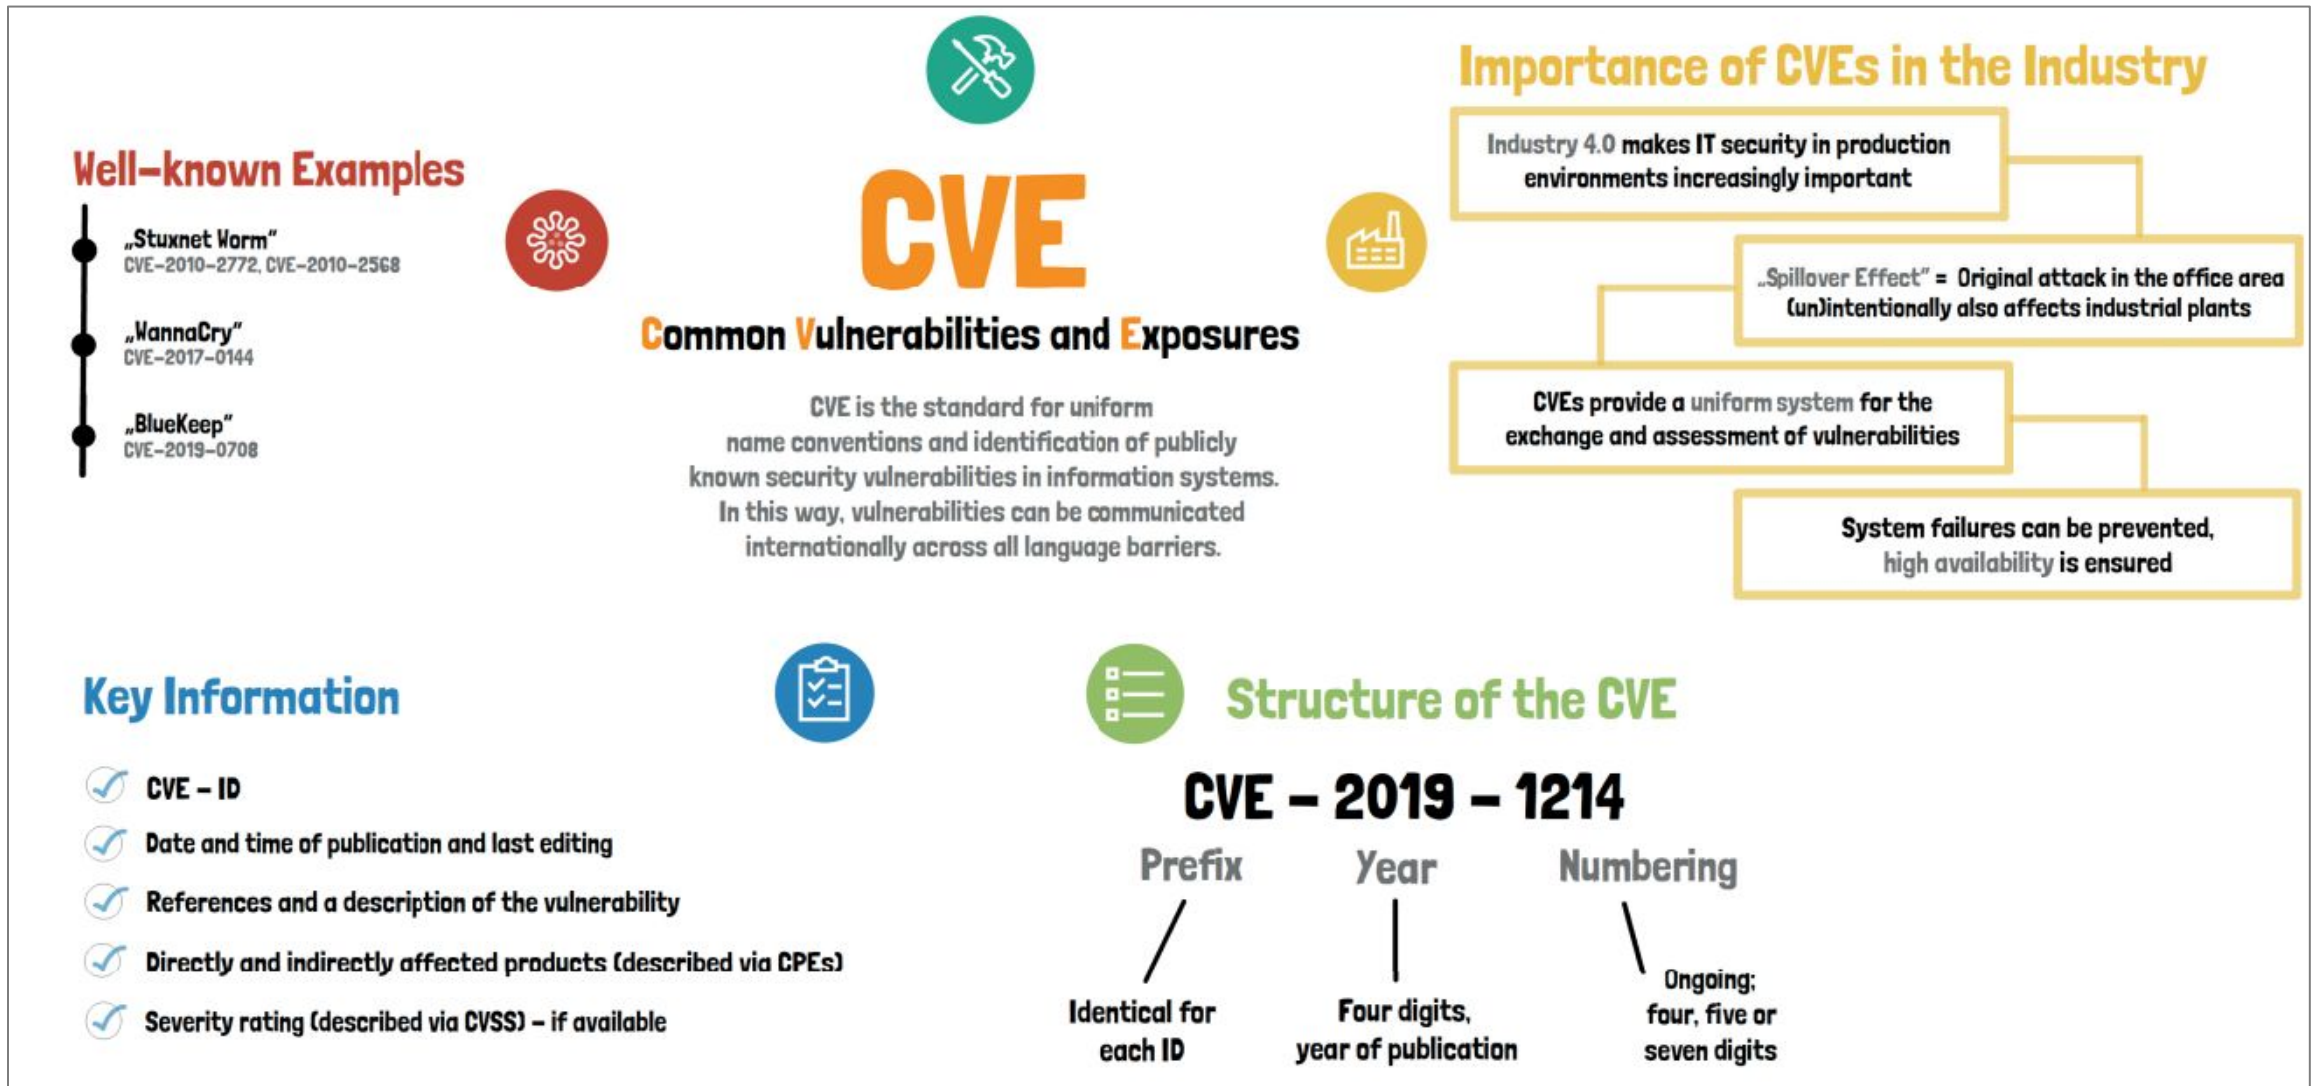 CVE
Common Vulnerabilities and Exposures
CVE is the standard for uniform
name conventions and identification of publicly
known security vulnerabilities in information systems.
In this way, vulnerabilities can be communicated
internationally across all language barriers.
Well-known Examples
„Stuxnet Worm“
CVE-2010-2772, CVE-2010-2568
„WannaCry“
CVE-2017-0144
„BlueKeep“
CVE-2019-0708
Importance of CVEs in the Industry
Industry 4.0 makes IT security in production
environments increasingly important
„Spillover Effect“ = Original attack in the office area
(un)intentionally also affects industrial plants
CVEs provide a uniform system for the
exchange and assessment of vulnerabilities
System failures can be prevented,
high availability is ensured
Key Information
CVE – ID
Date and time of publication and last editing
References and a description of the vulnerability
Directly and indirectly affected products (described via CPEs)
Severity rating (described via CVSS) – if available
Structure of the CVE
CVE – 2019 – 1214
Prefix
Identical for
each ID
Year
Four digits,
year of publication
Numbering
Ongoing;
four, five or
seven digits